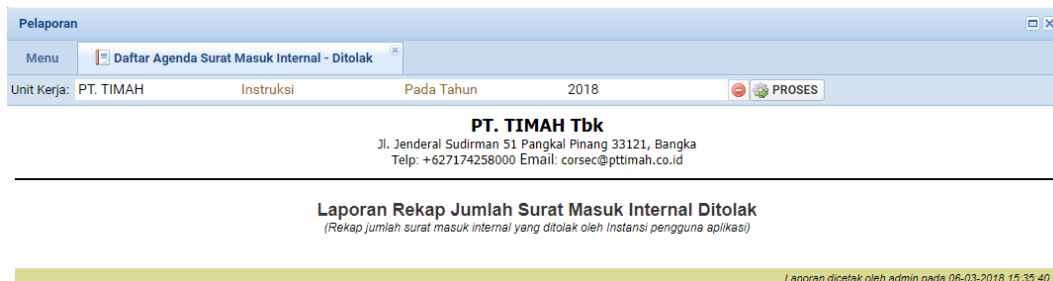 Pelaporan
Menu Daftar Agenda Surat Masuk Internal - Ditolak
Unit Kerja: PT. TIMAH Instruksi Pada Tahun 2018 PROSES
PT. TIMAH Tbk
Jl. Jenderal Sudirman 51 Pangkal Pinang 33121, Bangka
Telp: +627174258000 Email: corsec@pttimah.co.id
Laporan Rekap Jumlah Surat Masuk Internal Ditolak
(Rekap jumlah surat masuk internal yang ditolak oleh Instansi pengguna aplikasi)
Laporan dicetak oleh admin pada 06-03-2018 15:35:40